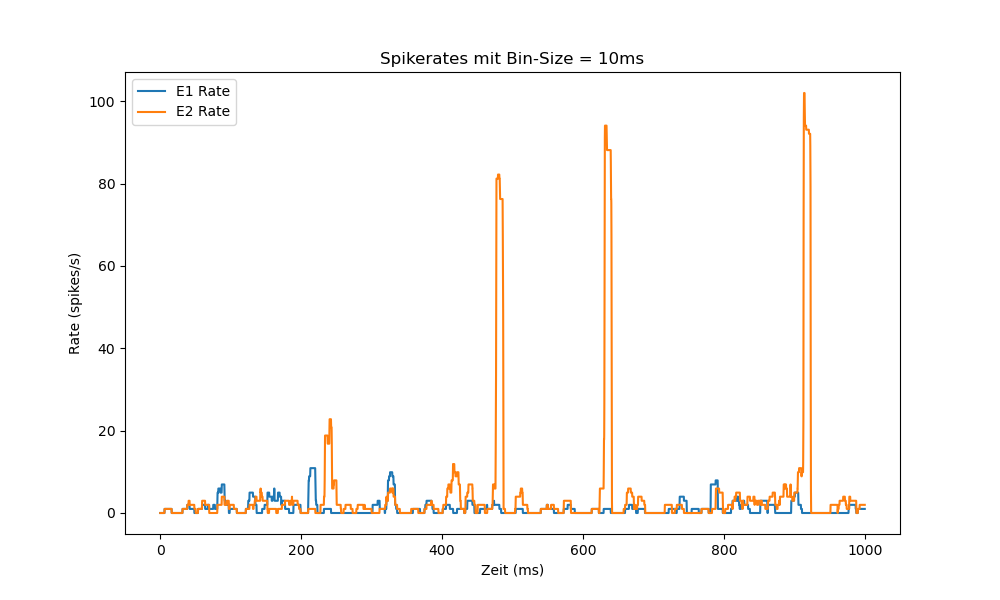 Spikerates mit Bin-Size = 10ms
E1 Rate
E2 Rate
100
80
60
40
20
0
Rate (spikes/s)
0 200 400 600 800 1000
Zeit (ms)